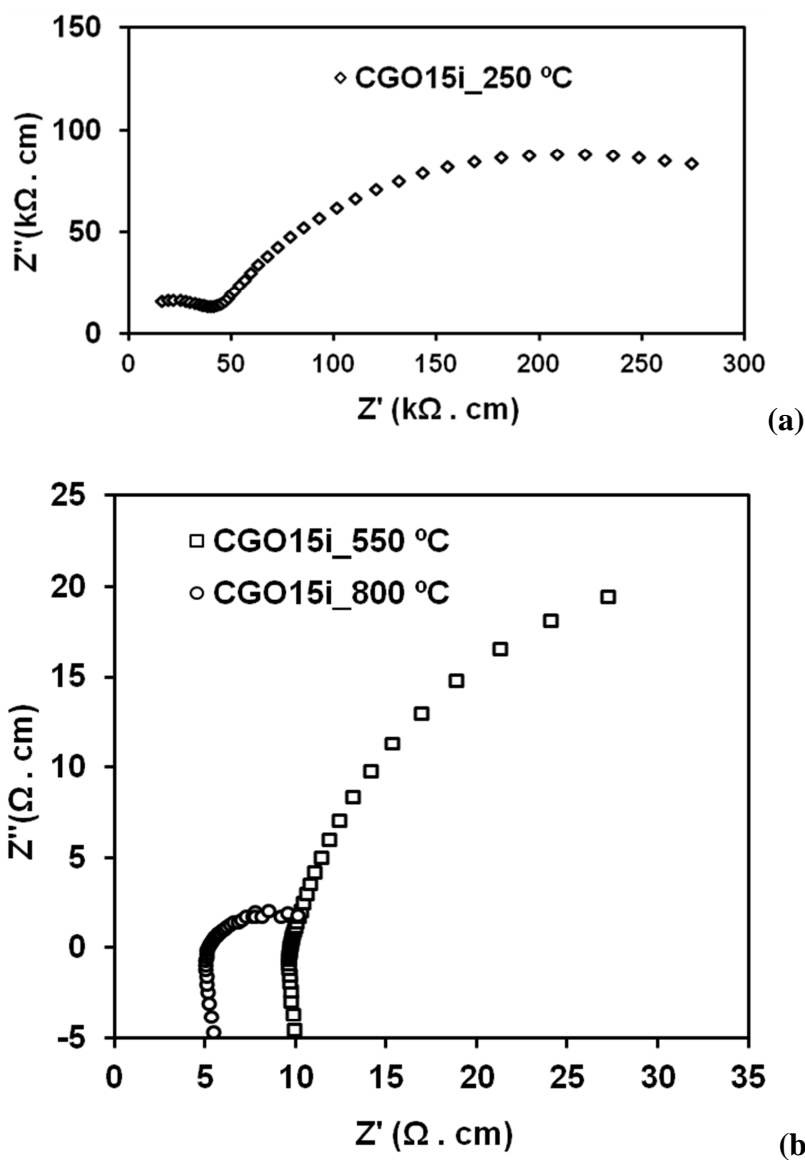 150
◇ CGO15i_250 ºC
100
Z''(kΩ . cm)
50
0
0 50 100 150 200 250 300
Z' (kΩ . cm)
(a)
25
□ CGO15i_550 ºC
○ CGO15i_800 ºC
20
15
10
Z''(Ω . cm)
5
0
-5
0 5 10 15 20 25 30 35
Z' (Ω . cm)
(b